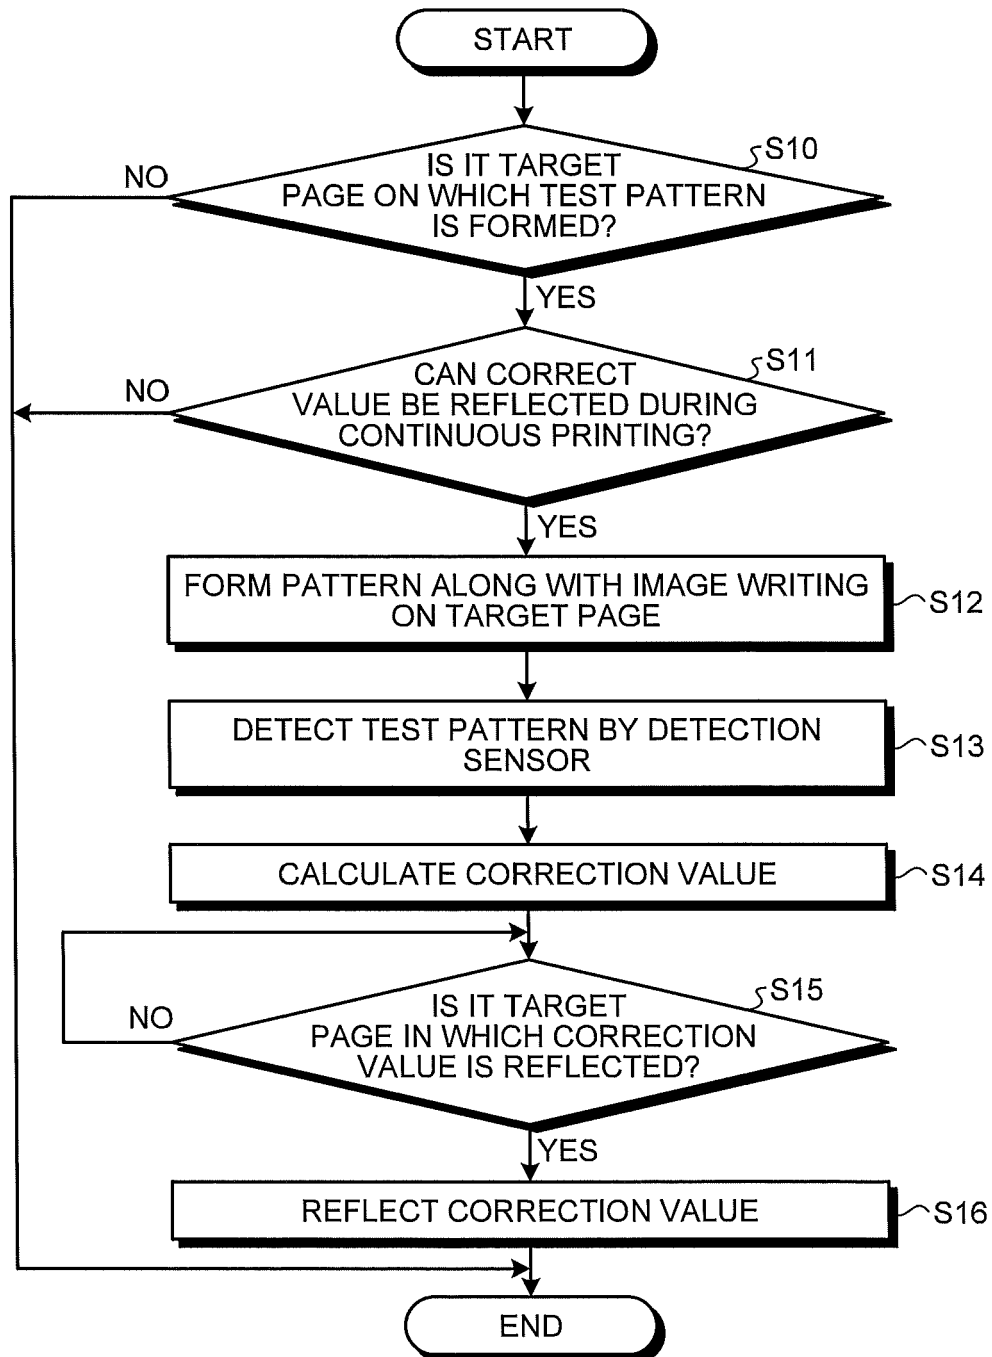 START
S10
NO
IS IT TARGET
PAGE ON WHICH TEST PATTERN
IS FORMED?
YES
S11
NO
CAN CORRECT
VALUE BE REFLECTED DURING
CONTINUOUS PRINTING?
YES
FORM PATTERN ALONG WITH IMAGE WRITING
ON TARGET PAGE
S12
DETECT TEST PATTERN BY DETECTION
SENSOR
S13
CALCULATE CORRECTION VALUE
S14
S15
NO
IS IT TARGET
PAGE IN WHICH CORRECTION
VALUE IS REFLECTED?
YES
REFLECT CORRECTION VALUE
S16
END